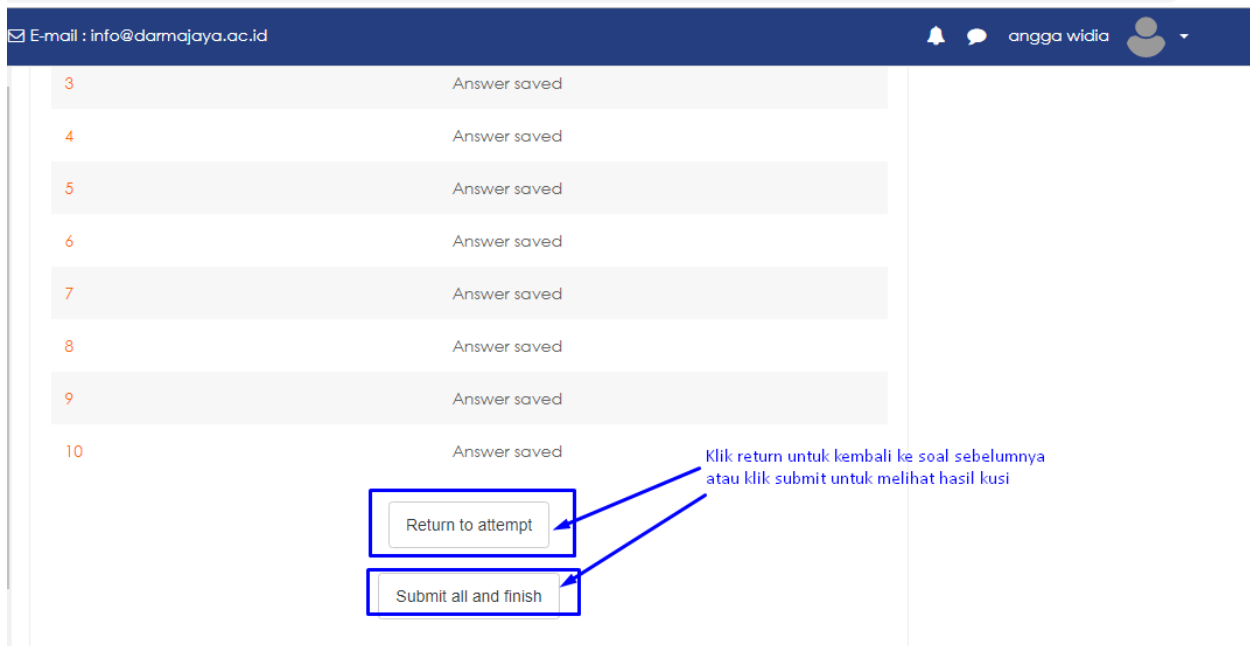 E-mail : info@darmajaya.ac.id angga widia
3 Answer saved
4 Answer saved
5 Answer saved
6 Answer saved
7 Answer saved
8 Answer saved
9 Answer saved
10 Answer saved
Klik return untuk kembali ke soal sebelumnya
atau klik submit untuk melihat hasil kusi
Return to attempt
Submit all and finish